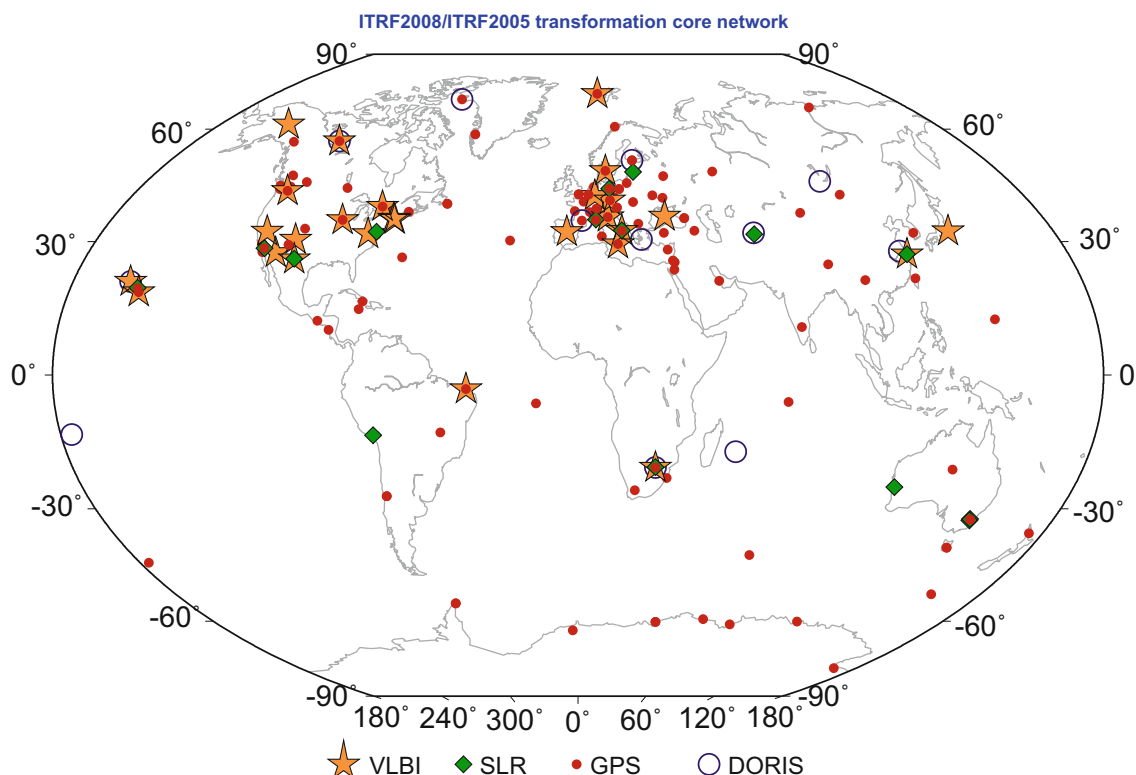 ITRF2008/ITRF2005 transformation core network
90˚ 90˚
60˚ 60˚
30˚ 30˚
0˚ 0
-30˚ -30˚
-60˚ -60˚
-90˚ -90˚
180˚ 240˚ 300˚ 0˚ 60˚ 120˚ 180˚
VLBI SLR GPS DORIS